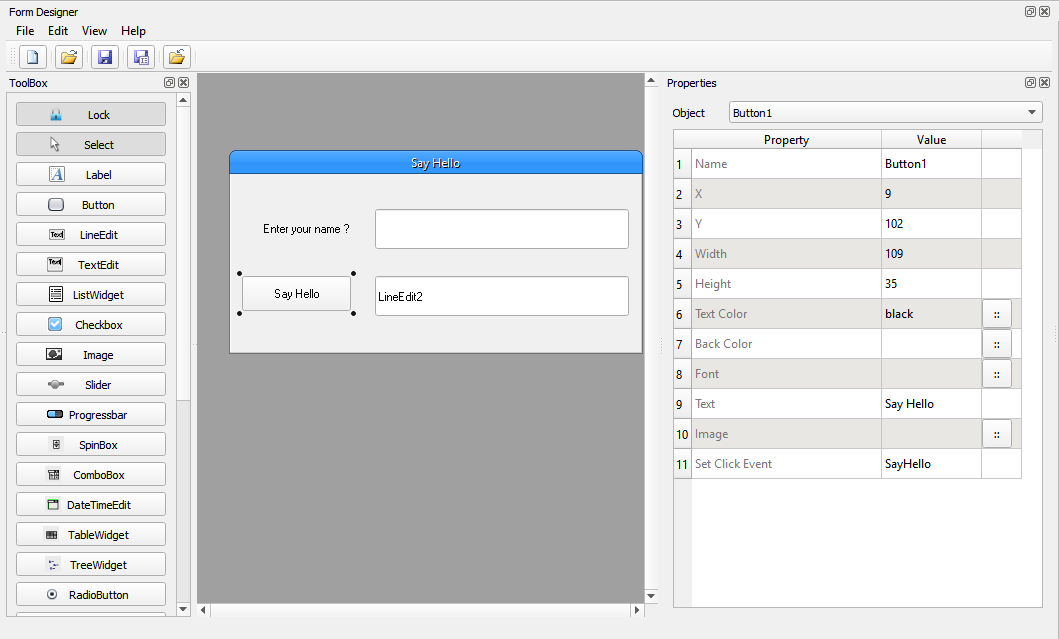 Form Designer
File Edit View Help
ToolBox
Lock
Select
A Label
Button
Text LineEdit
Text TextEdit
ListWidget
Checkbox
Image
Slider
Progressbar
SpinBox
ComboBox
DateTimeEdit
TableWidget
TreeWidget
RadioButton
Say Hello
Enter your name ?
Say Hello
LineEdit2
Properties
Object Button1
Property Value
1 Name Button1
2 X 9
3 Y 102
4 Width 109
5 Height 35
6 Text Color black ::
7 Back Color ::
8 Font ::
9 Text Say Hello
10 Image ::
11 Set Click Event SayHello